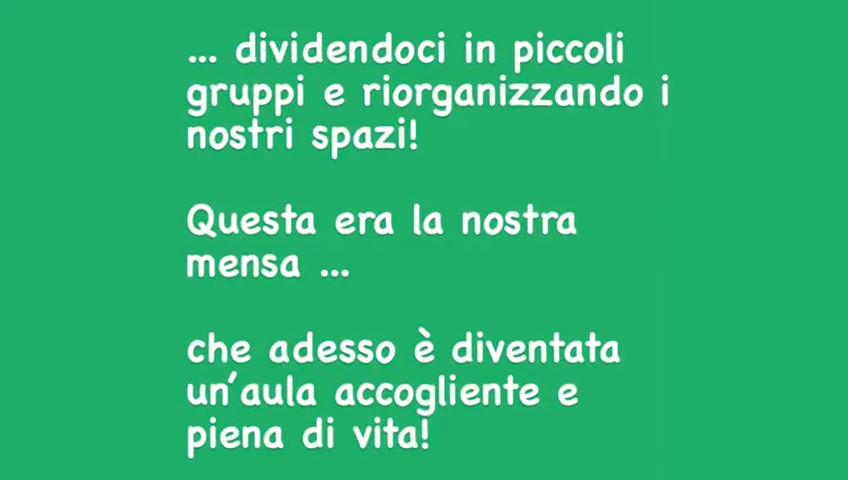 ... dividendoci in piccoli
gruppi e riorganizzando i
nostri spazi!
Questa era la nostra
mensa ...
che adesso è diventata
un'aula accogliente e
piena di vita!